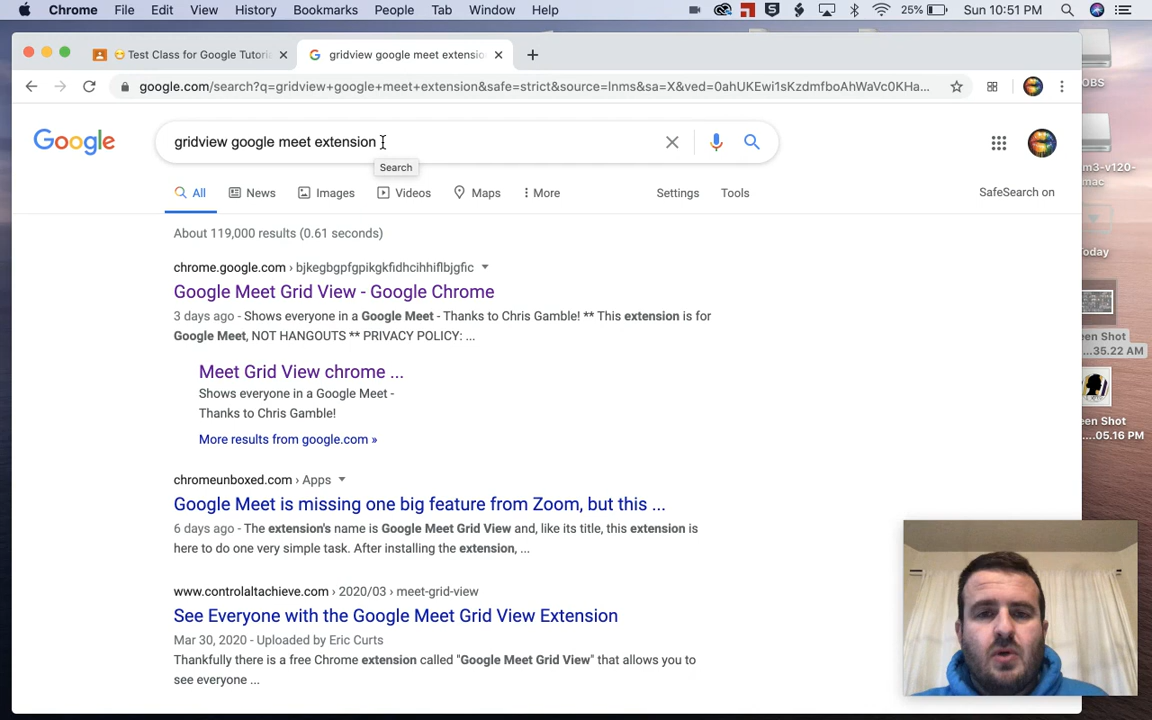 Chrome File Edit View History Bookmarks People Tab Window Help 25% Sun 10:51 PM
Test Class for Google Tutoria
gridview google meet extensio
google.com/search?q=gridview+google+meet+extension&safe=strict&source=lnms&sa=X&ved=0ahUKEwi1sKzdmfboAhWaVc0KHa...
OBS
Google
gridview google meet extension
Search
m3-v120-
mac
All News Images Videos Maps More Settings Tools SafeSearch on
About 119,000 results (0.61 seconds)
Today
chrome.google.com › bjkegbgpfgpikgkfidhcihhiflbjgfic
Google Meet Grid View - Google Chrome
3 days ago - Shows everyone in a Google Meet - Thanks to Chris Gamble! ** This extension is for
Google Meet, NOT HANGOUTS ** PRIVACY POLICY: ...
een Shot
....35.22 AM
Meet Grid View chrome ...
Shows everyone in a Google Meet -
Thanks to Chris Gamble!
More results from google.com »
een Shot
....05.16 PM
chromeunboxed.com › Apps
Google Meet is missing one big feature from Zoom, but this ...
6 days ago - The extension's name is Google Meet Grid View and, like its title, this extension is
here to do one very simple task. After installing the extension, ...
www.controlaltachieve.com › 2020/03 › meet-grid-view
See Everyone with the Google Meet Grid View Extension
Mar 30, 2020 - Uploaded by Eric Curts
Thankfully there is a free Chrome extension called "Google Meet Grid View" that allows you to
see everyone ...